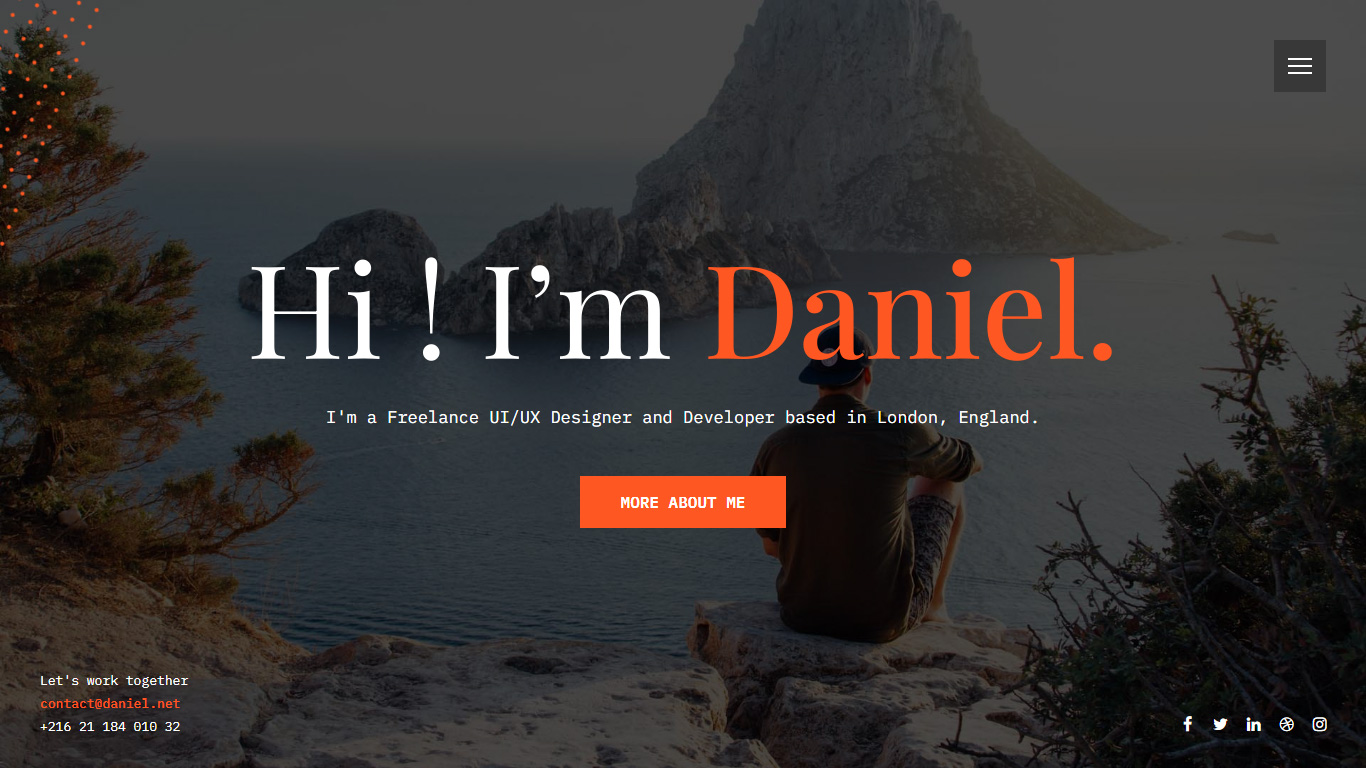 Hi ! I’m Daniel.
I'm a Freelance UI/UX Designer and Developer based in London, England.
MORE ABOUT ME
Let's work together
contact@daniel.net
+216 21 184 010 32